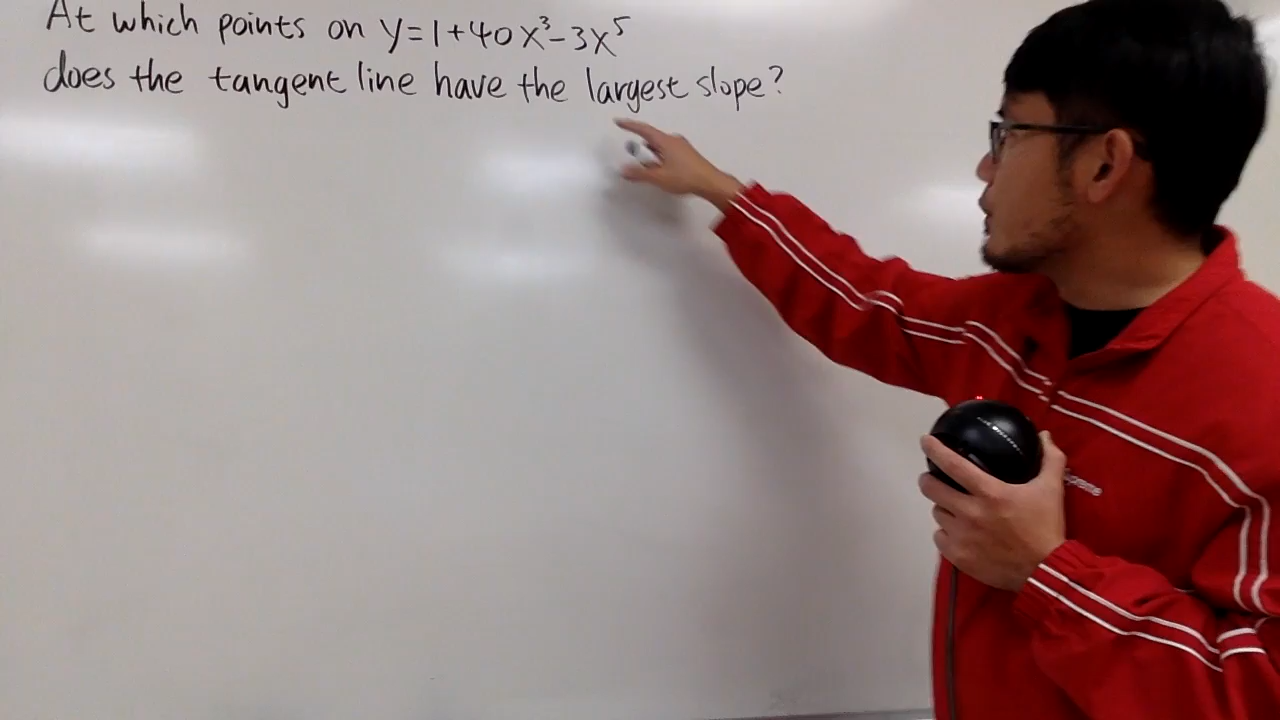 At which points on y=1+40x³-3x⁵
does the tangent line have the largest slope?